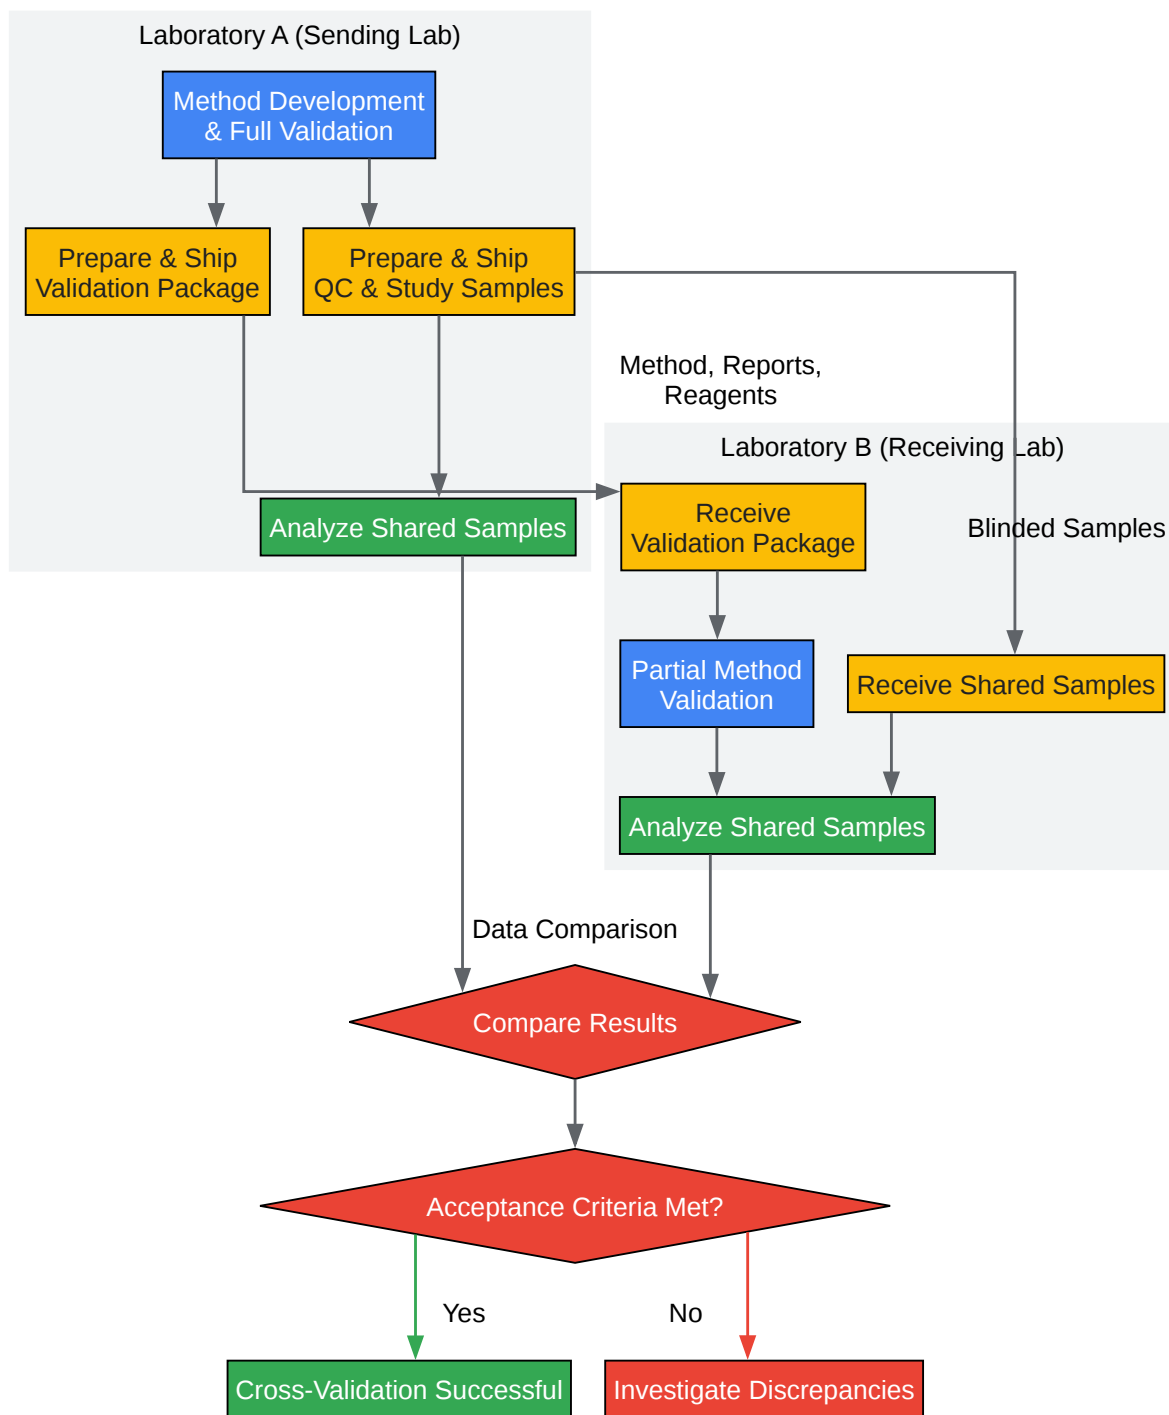 Laboratory A (Sending Lab)
Method Development
& Full Validation
Prepare & Ship
Validation Package
Prepare & Ship
QC & Study Samples
Method, Reports,
Reagents
Laboratory B (Receiving Lab)
Analyze Shared Samples
Receive
Validation Package
Blinded Samples
Partial Method
Validation
Receive Shared Samples
Analyze Shared Samples
Data Comparison
Compare Results
Acceptance Criteria Met?
Yes
No
Cross-Validation Successful
Investigate Discrepancies